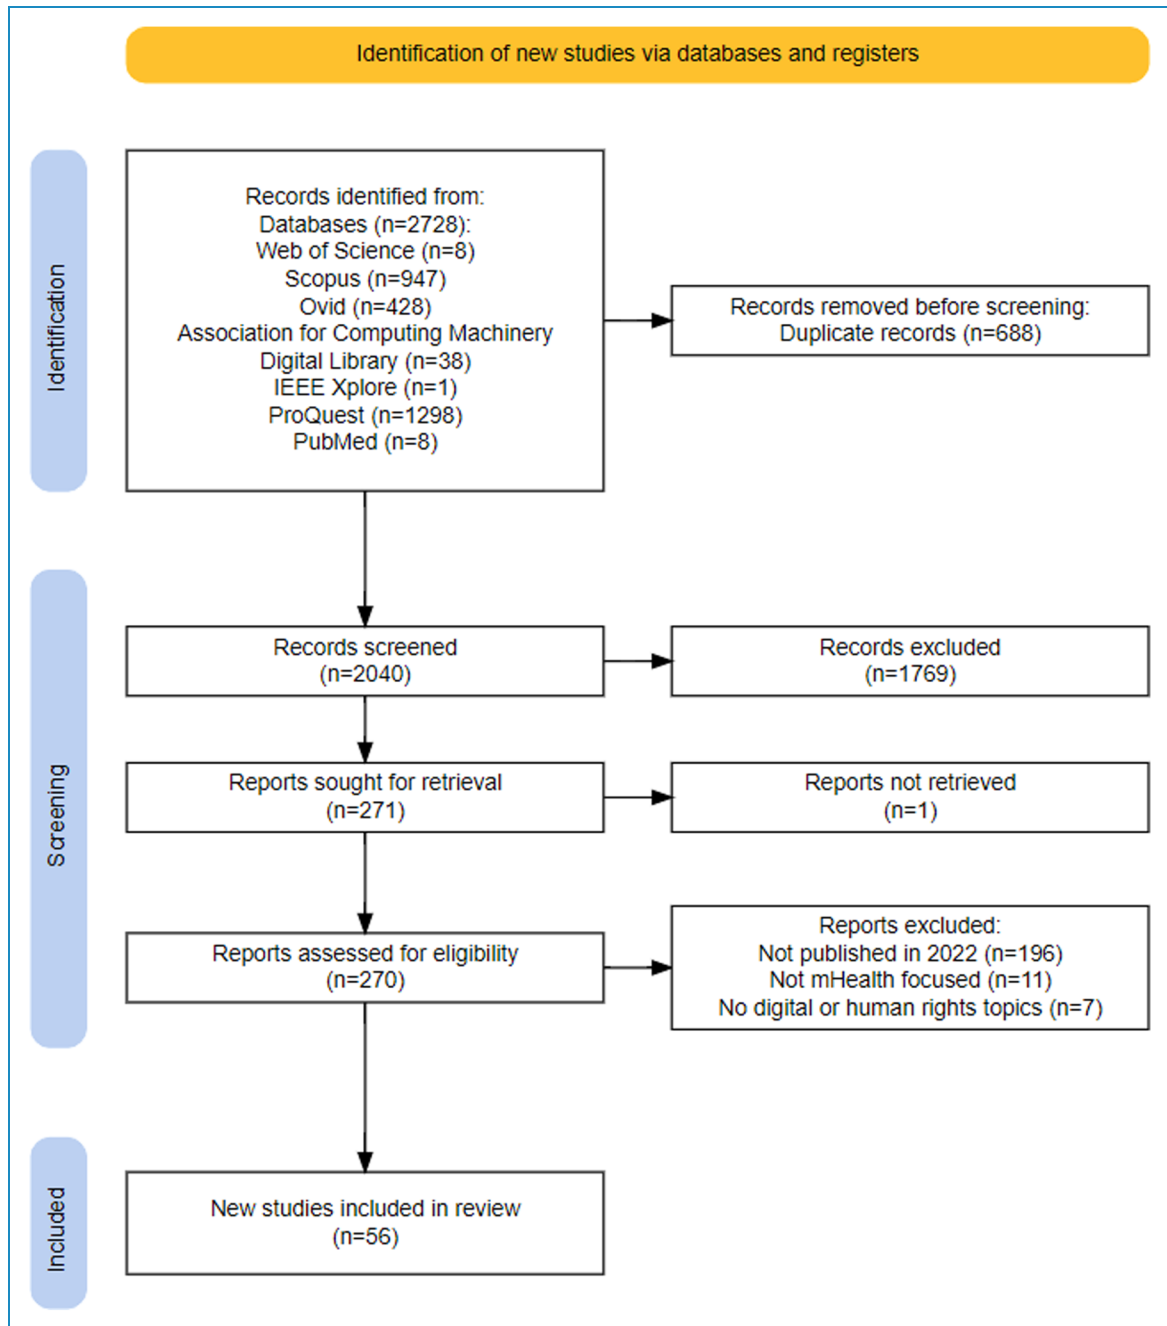 Identification of new studies via databases and registers
Identification
Records identified from:
Databases (n=2728):
Web of Science (n=8)
Scopus (n=947)
Ovid (n=428)
Association for Computing Machinery
Digital Library (n=38)
IEEE Xplore (n=1)
ProQuest (n=1298)
PubMed (n=8)
Records removed before screening:
Duplicate records (n=688)
Screening
Records screened
(n=2040)
Records excluded
(n=1769)
Reports sought for retrieval
(n=271)
Reports not retrieved
(n=1)
Reports assessed for eligibility
(n=270)
Reports excluded:
Not published in 2022 (n=196)
Not mHealth focused (n=11)
No digital or human rights topics (n=7)
Included
New studies included in review
(n=56)